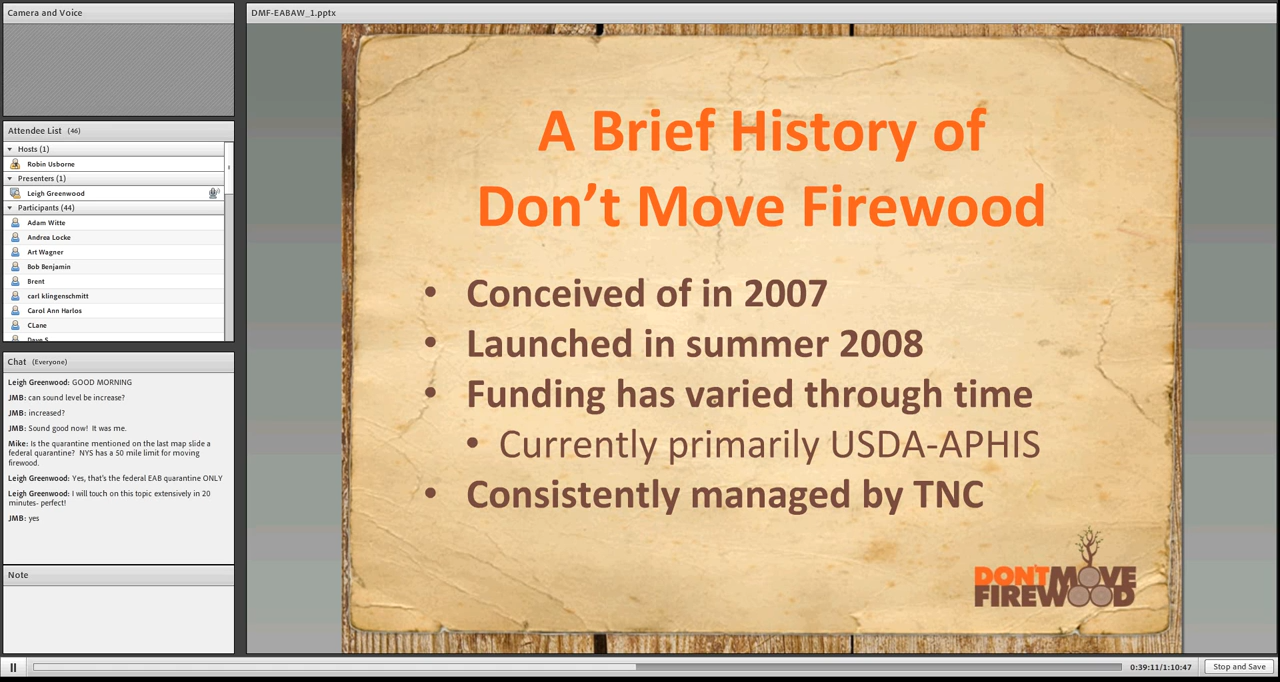 Camera and Voice
Attendee List (46)
Hosts (1)
Robin Usborne
Presenters (1)
Leigh Greenwood
Participants (44)
Adam Witte
Andrea Locke
Art Wagner
Bob Benjamin
Brent
carl klingenschmitt
Carol Ann Harlos
CLane
Dave S
Chat (Everyone)
Leigh Greenwood: GOOD MORNING
JMB: can sound level be increase?
JMB: increased?
JMB: Sound good now! It was me.
Mike: Is the quarantine mentioned on the last map slide a
federal quarantine? NYS has a 50 mile limit for moving
firewood.
Leigh Greenwood: Yes, that's the federal EAB quarantine ONLY
Leigh Greenwood: I will touch on this topic extensively in 20
minutes- perfect!
JMB: yes
Note
DMF-EABAW_1.pptx
A Brief History of
Don't Move Firewood
• Conceived of in 2007
• Launched in summer 2008
• Funding has varied through time
• Currently primarily USDA-APHIS
• Consistently managed by TNC
DON'T MOVE
FIREWOOD
0:39:11/1:10:47
Stop and Save